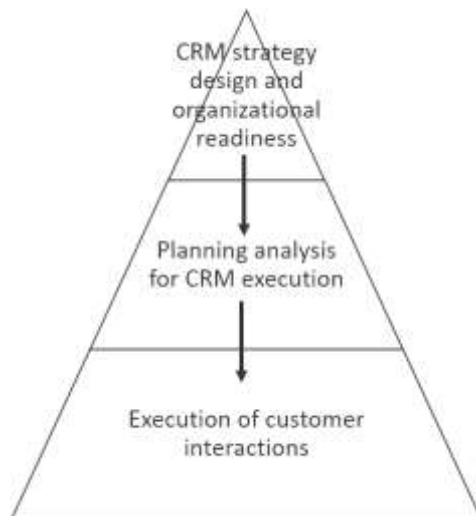 CRM strategy
design and
organizational
readiness
Planning analysis
for CRM execution
Execution of customer
interactions